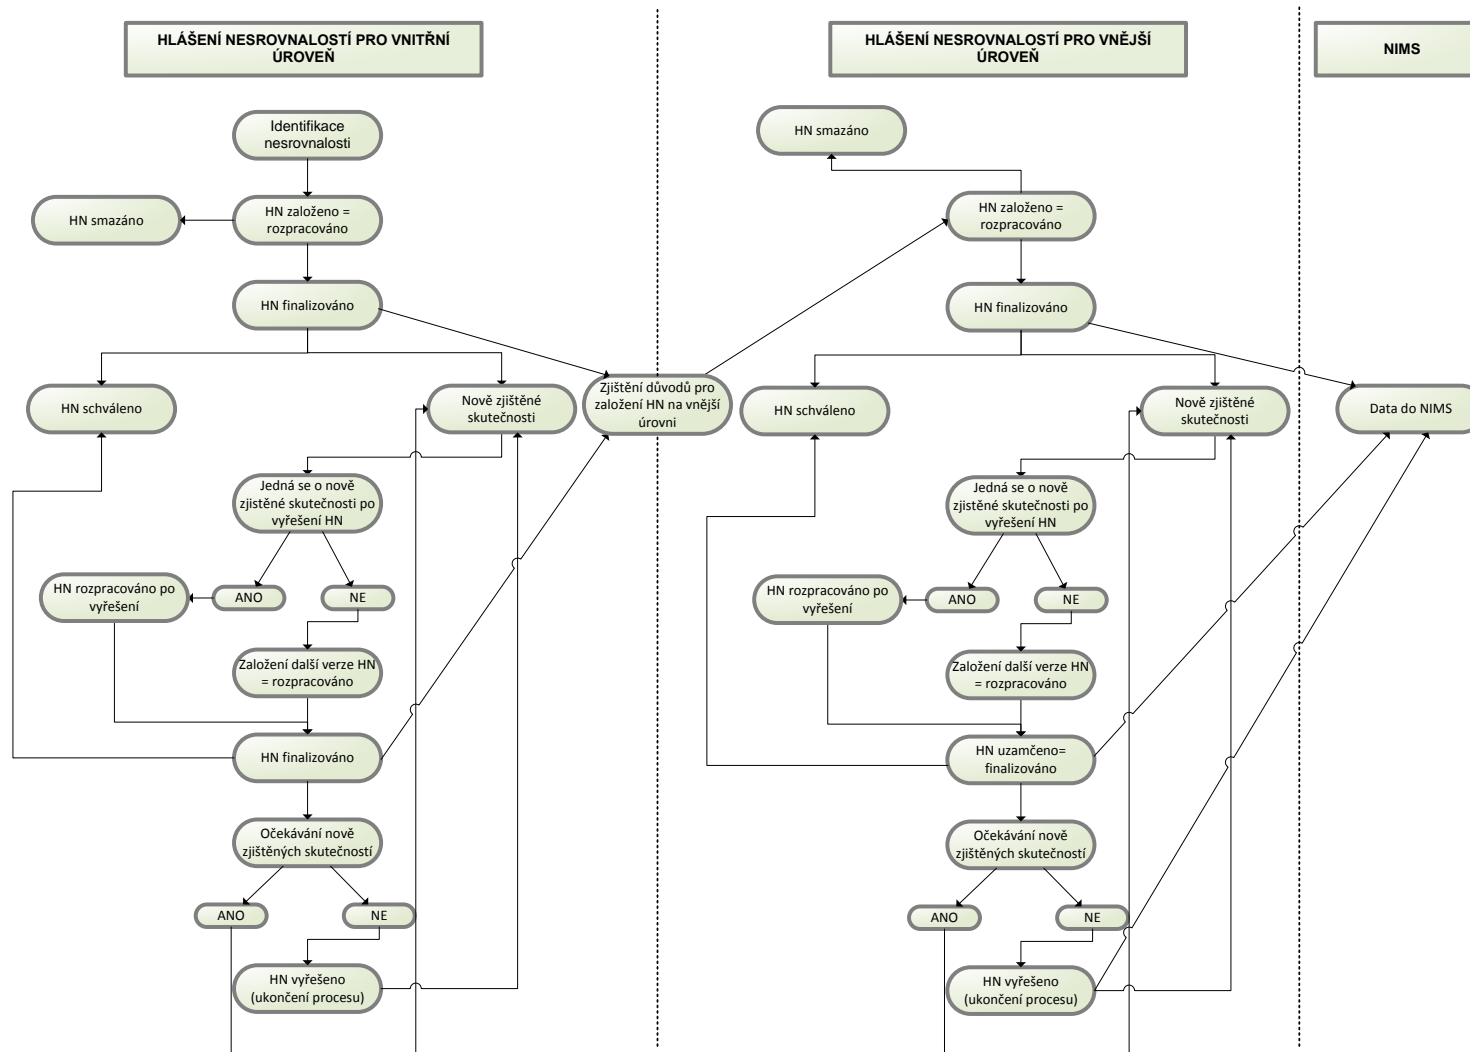 HLÁŠENÍ NESROVNALOSTÍ PRO VNITŘNÍ
ÚROVEŇ
Identifikace
nesrovnalosti
HN smazáno
HN založeno =
rozpracováno
HN finalizováno
HN schváleno
Nově zjištěné
skutečnosti
Zjištění důvodů pro
založení HN na vnější
úrovni
Jedná se o nově
zjistěné skutečnosti po
vyřešení HN
HN rozpracováno po
vyřešení
ANO
NE
Založení další verze HN
= rozpracováno
HN finalizováno
Očekávání nově
zjištěných skutečností
ANO
NE
HN vyřešeno
(ukončení procesu)
HLÁŠENÍ NESROVNALOSTÍ PRO VNĚJŠÍ
ÚROVEŇ
HN smazáno
HN založeno =
rozpracováno
HN finalizováno
HN schváleno
Nově zjištěné
skutečnosti
Jedná se o nově
zjistěné skutečnosti po
vyřešení HN
HN rozpracováno po
vyřešení
ANO
NE
Založení další verze HN
= rozpracováno
HN uzamčeno=
finalizováno
Očekávání nově
zjištěných skutečností
ANO
NE
HN vyřešeno
(ukončení procesu)
NIMS
Data do NIMS